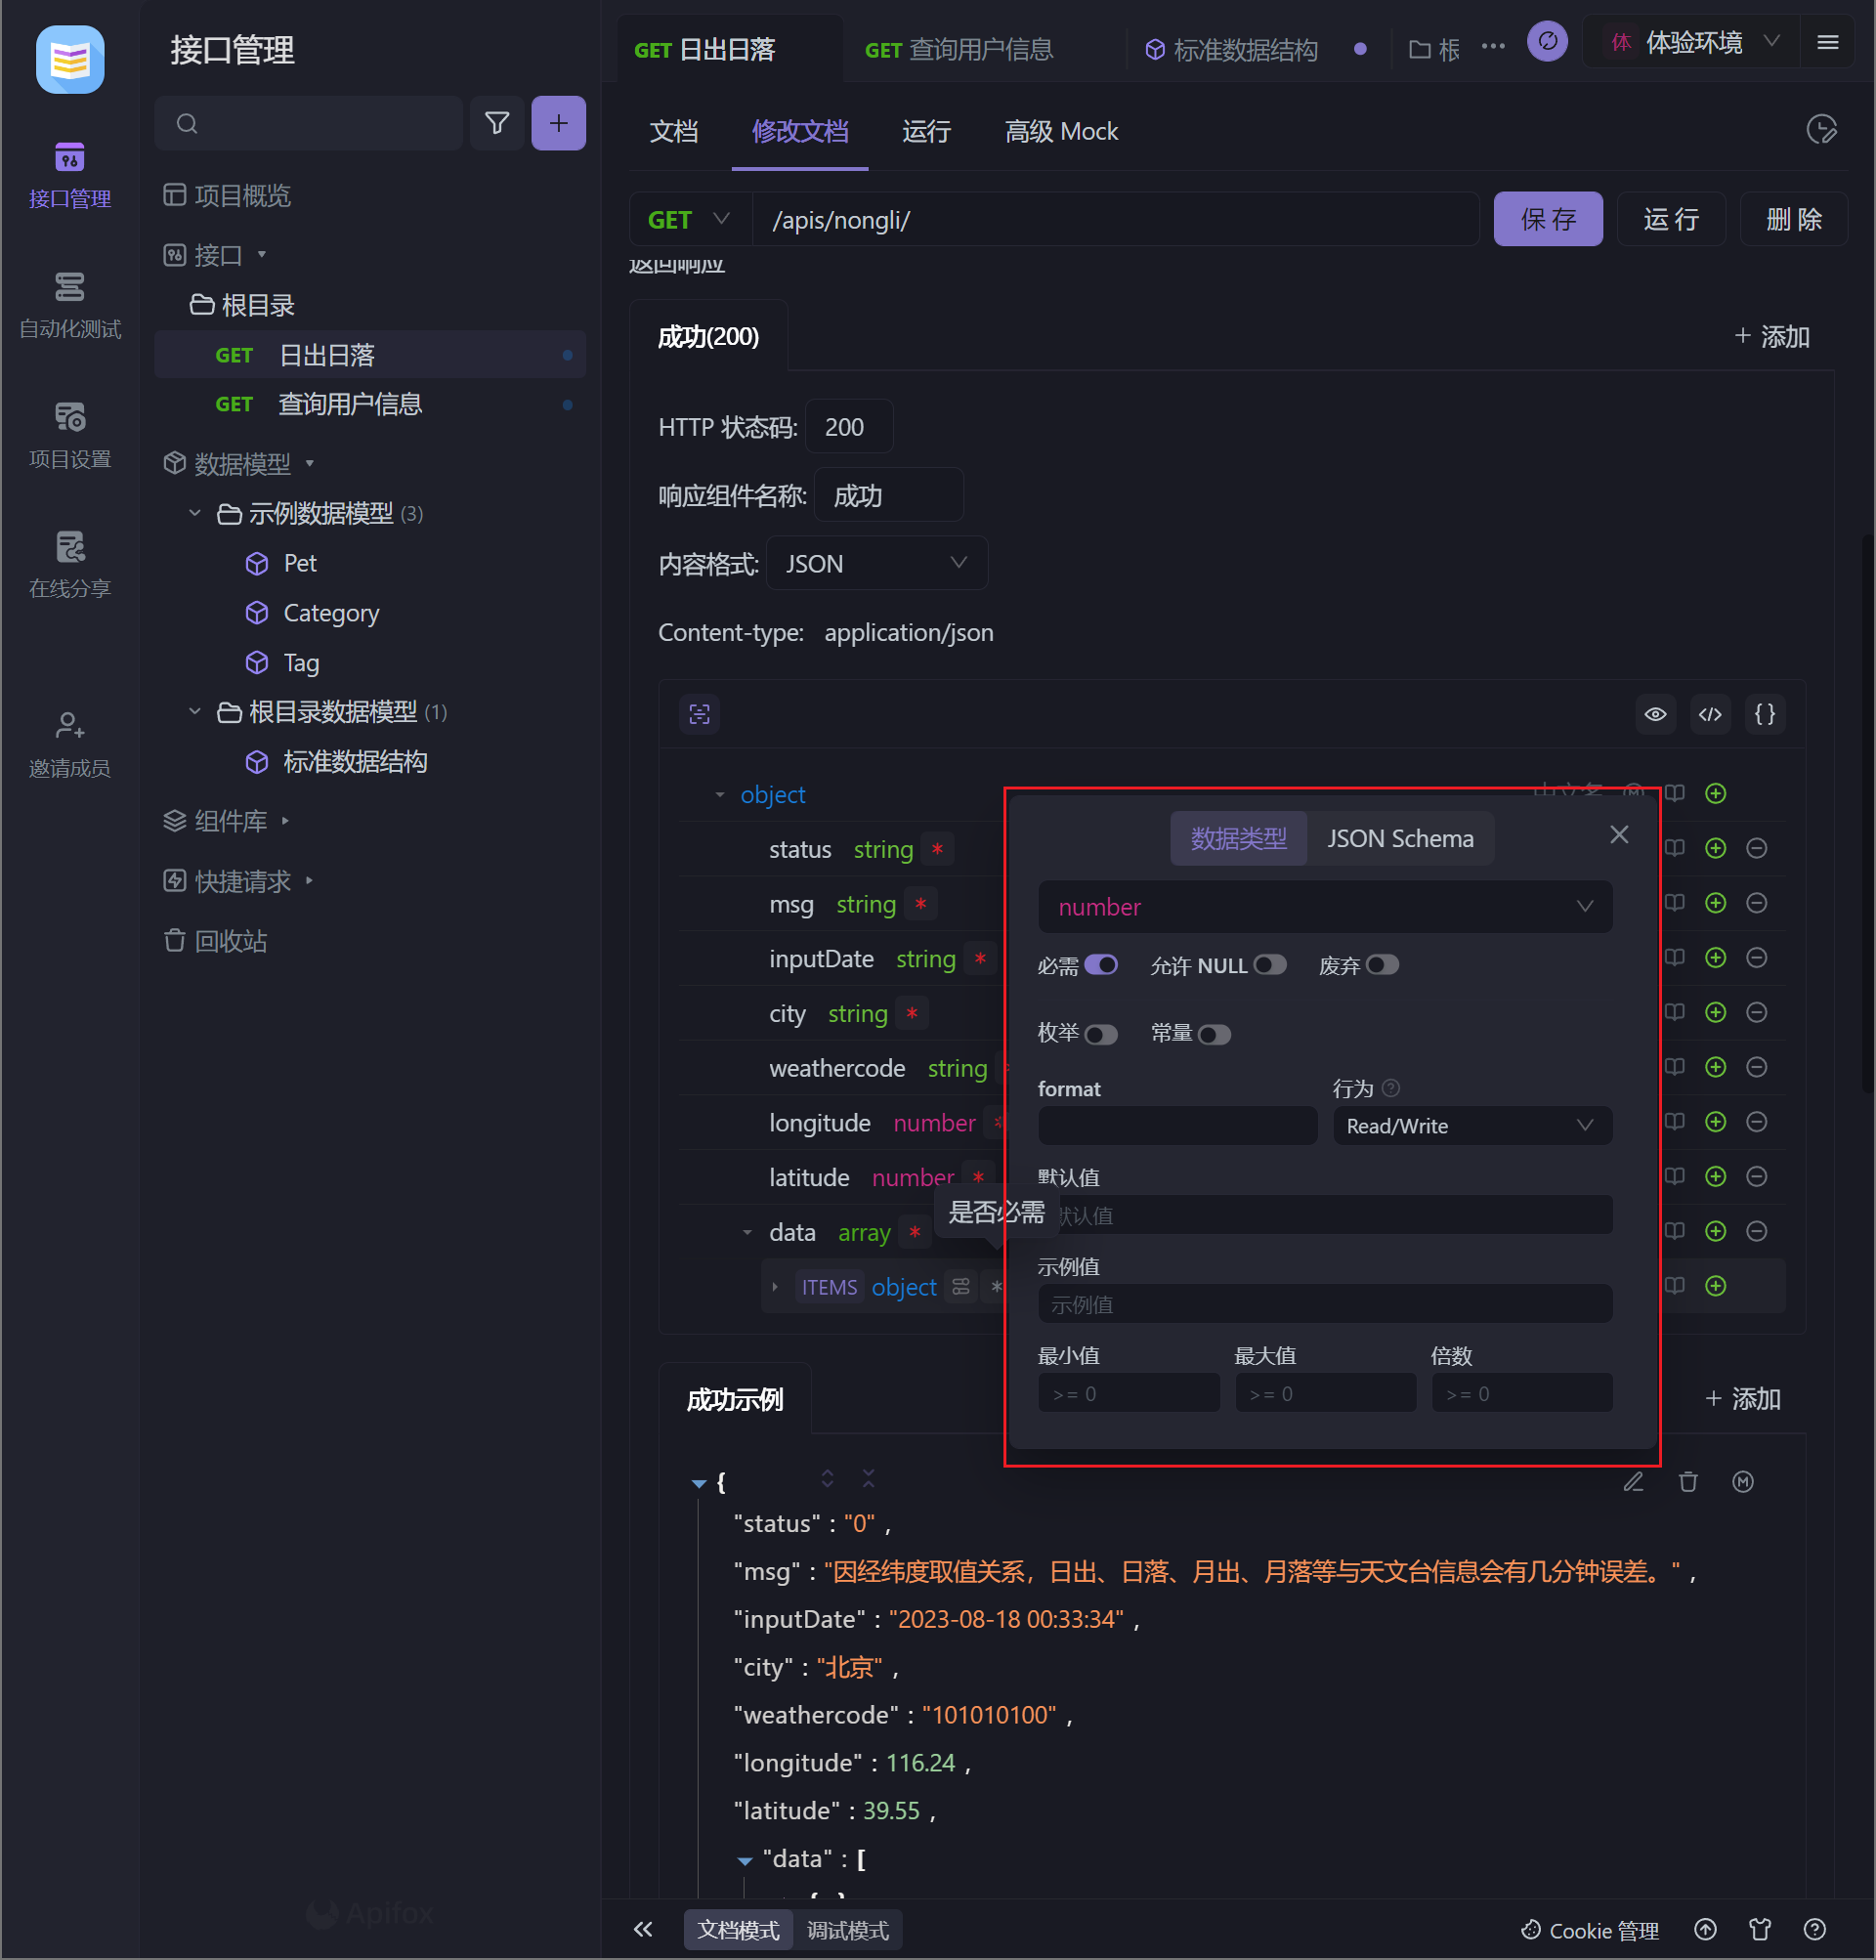 接口管理
自动化测试
项目设置
在线分享
邀请成员
接口管理
项目概览
接口
根目录
GET 日出日落
GET 查询用户信息
数据模型
示例数据模型 (3)
Pet
Category
Tag
根目录数据模型 (1)
标准数据结构
组件库
快捷请求
回收站
Apifox
GET 日出日落 GET 查询用户信息 标准数据结构 根 ··· 体 体验环境
文档 修改文档 运行 高级 Mock
GET /apis/nongli/ 保 存 运 行 删 除
返回响应
成功(200) + 添加
HTTP 状态码: 200
响应组件名称: 成功
内容格式: JSON
Content-type: application/json
object 中文名
status string *
msg string *
inputDate string *
city string *
weathercode string *
longitude number *
latitude number *
data array *
ITEMS object *
是否必需
数据类型 JSON Schema
number
必需 允许 NULL 废弃
枚举 常量
format 行为
Read/Write
默认值
默认值
示例值
示例值
最小值 最大值 倍数
>= 0 >= 0 >= 0
成功示例 + 添加
{
"status" : "0" ,
"msg" : "因经纬度取值关系，日出、日落、月出、月落等与天文台信息会有几分钟误差。" ,
"inputDate" : "2023-08-18 00:33:34" ,
"city" : "北京" ,
"weathercode" : "101010100" ,
"longitude" : 116.24 ,
"latitude" : 39.55 ,
"data" : [
文档模式 调试模式 Cookie 管理